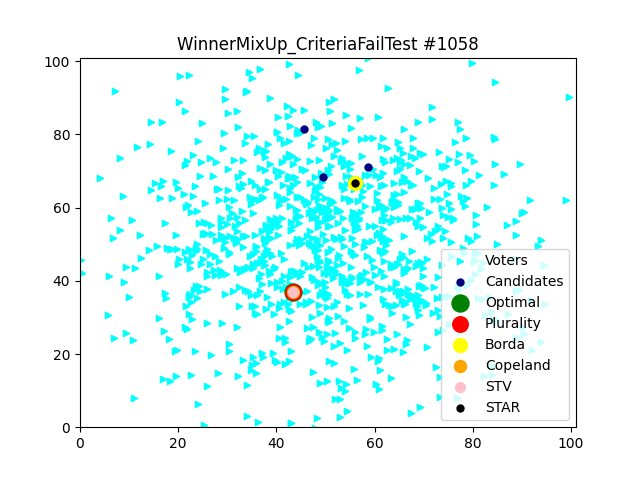 WinnerMixUp_CriteriaFailTest #1058
100
80
60
40
20
0
0
20
40
60
80
100
Voters
Candidates
Optimal
Plurality
Borda
Copeland
STV
STAR